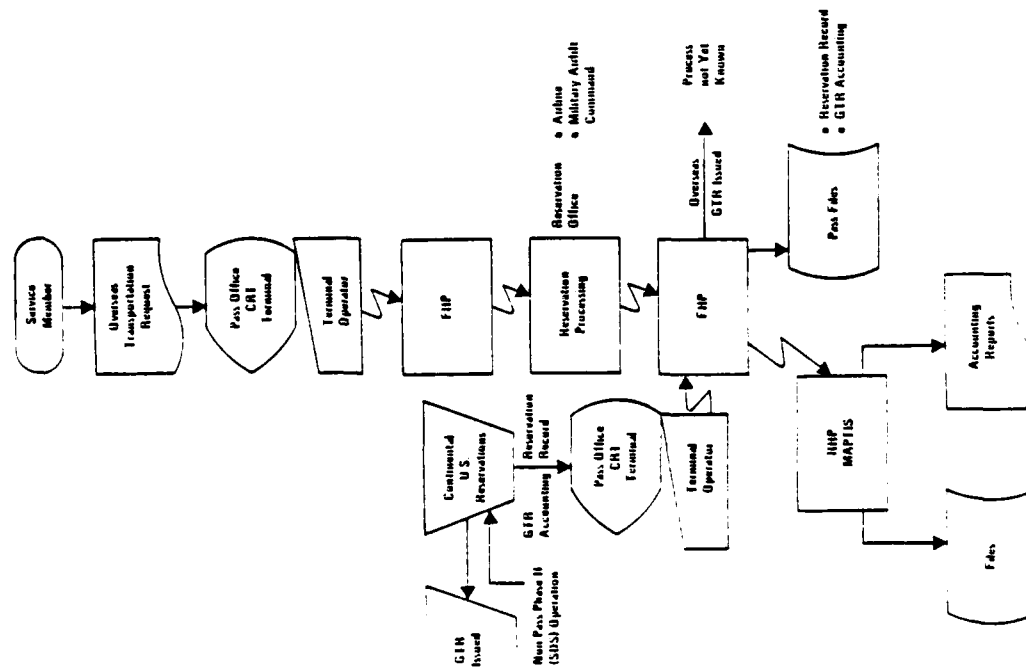 Service
Member
Overseas
Transportation
Request
Pass Office
CRT
Terminal
Terminal
Operator
FHP
Reservation
Processing
Reservation
Office
• Airline
• Military Airlift
Command
FHP
Overseas
GTR Issued
Process
not Yet
Known
Pass Files
• Reservation Record
• GTR Accounting
Continental
U.S.
Reservations
GTR
Issued
Non Pass Phase II
(SDS) Operation
GTR
Accounting
Reservation
Record
Pass Office
CRT
Terminal
Terminal
Operator
HHP
MAPTIS
Files
Accounting
Reports